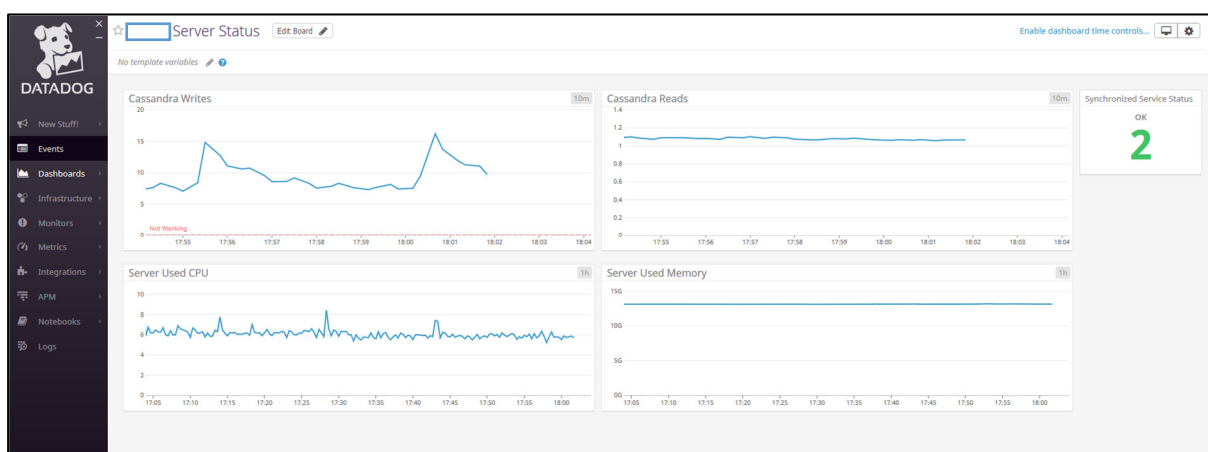 DATADOG
New Stuff!
Events
Dashboards
Infrastructure
Monitors
Metrics
Integrations
APM
Notebooks
Logs
Server Status
Edit Board
Enable dashboard time controls...
No template variables
Cassandra Writes
10m
20
15
10
5
0
Not Working
17:55 17:56 17:57 17:58 17:59 18:00 18:01 18:02 18:03 18:04
Cassandra Reads
10m
1.4
1.2
1
0.8
0.6
0.4
0.2
0
17:55 17:56 17:57 17:58 17:59 18:00 18:01 18:02 18:03 18:04
Synchronized Service Status
OK
2
Server Used CPU
1h
10
8
6
4
2
0
17:05 17:10 17:15 17:20 17:25 17:30 17:35 17:40 17:45 17:50 17:55 18:00
Server Used Memory
1h
15G
10G
5G
0G
17:05 17:10 17:15 17:20 17:25 17:30 17:35 17:40 17:45 17:50 17:55 18:00